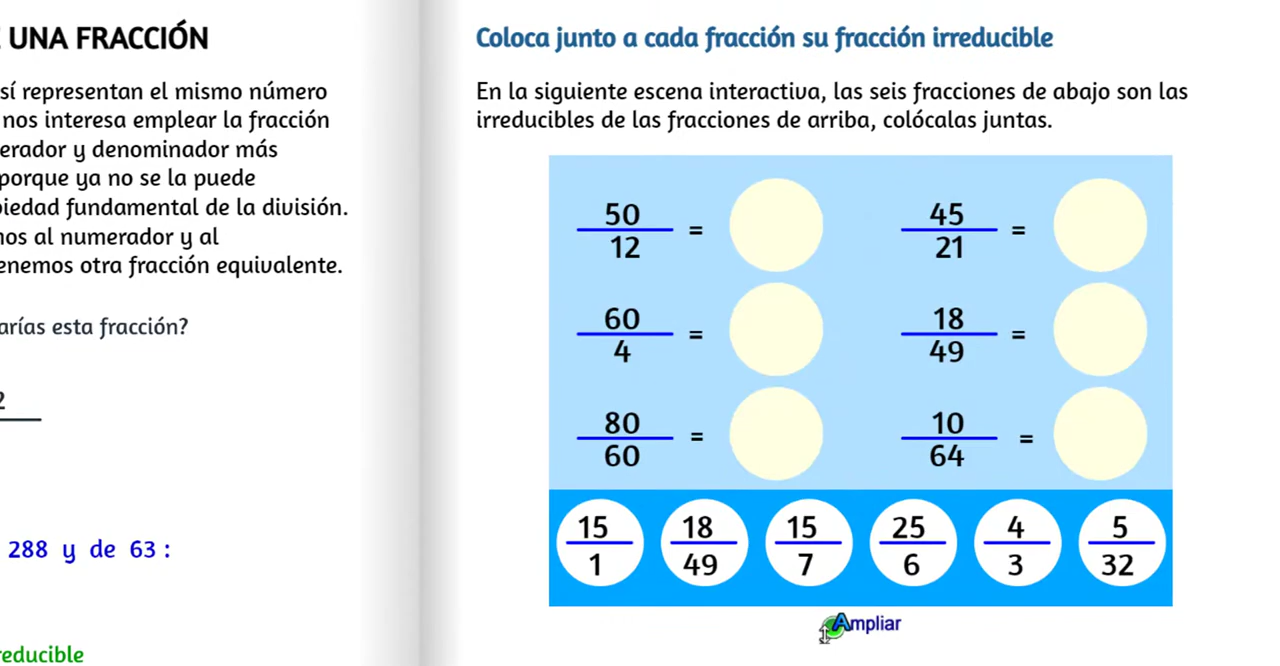 UNA FRACCIÓN
sí representan el mismo número
nos interesa emplear la fracción
erador y denominador más
porque ya no se la puede
piedad fundamental de la división.
nos al numerador y al
enemos otra fracción equivalente.
arías esta fracción?
2
288 y de 63 :
reducible
Coloca junto a cada fracción su fracción irreducible
En la siguiente escena interactiva, las seis fracciones de abajo son las
irreducibles de las fracciones de arriba, colócalas juntas.
50 45
12 = 21 =
60 18
4 = 49 =
80 10
60 = 64 =
15 18 15 25 4 5
1 49 7 6 3 32
Ampliar